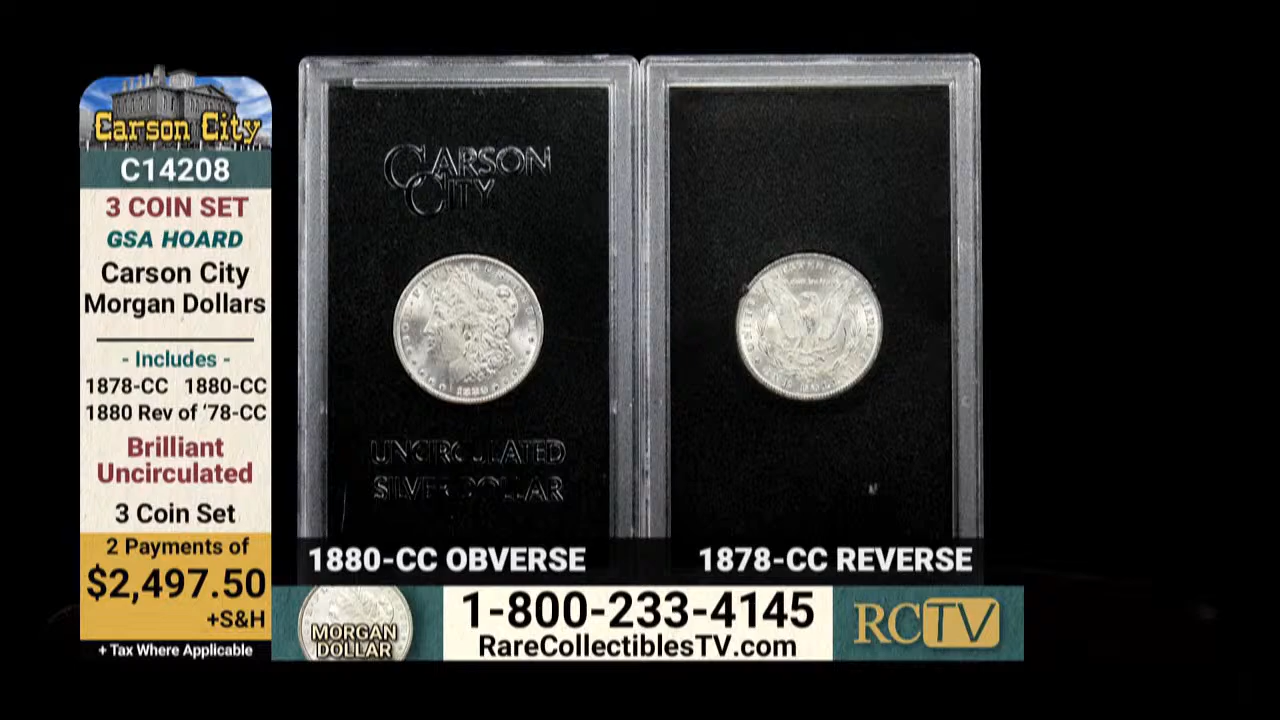 Carson City
C14208
3 COIN SET
GSA HOARD
Carson City
Morgan Dollars
- Includes -
1878-CC 1880-CC
1880 Rev of '78-CC
Brilliant
Uncirculated
3 Coin Set
2 Payments of
$2,497.50
+S&H
+ Tax Where Applicable
CARSON
CITY
1880
UNCIRCULATED
SILVER DOLLAR
1880-CC OBVERSE
1878-CC REVERSE
MORGAN
DOLLAR
1-800-233-4145
RareCollectiblesTV.com
RCTV